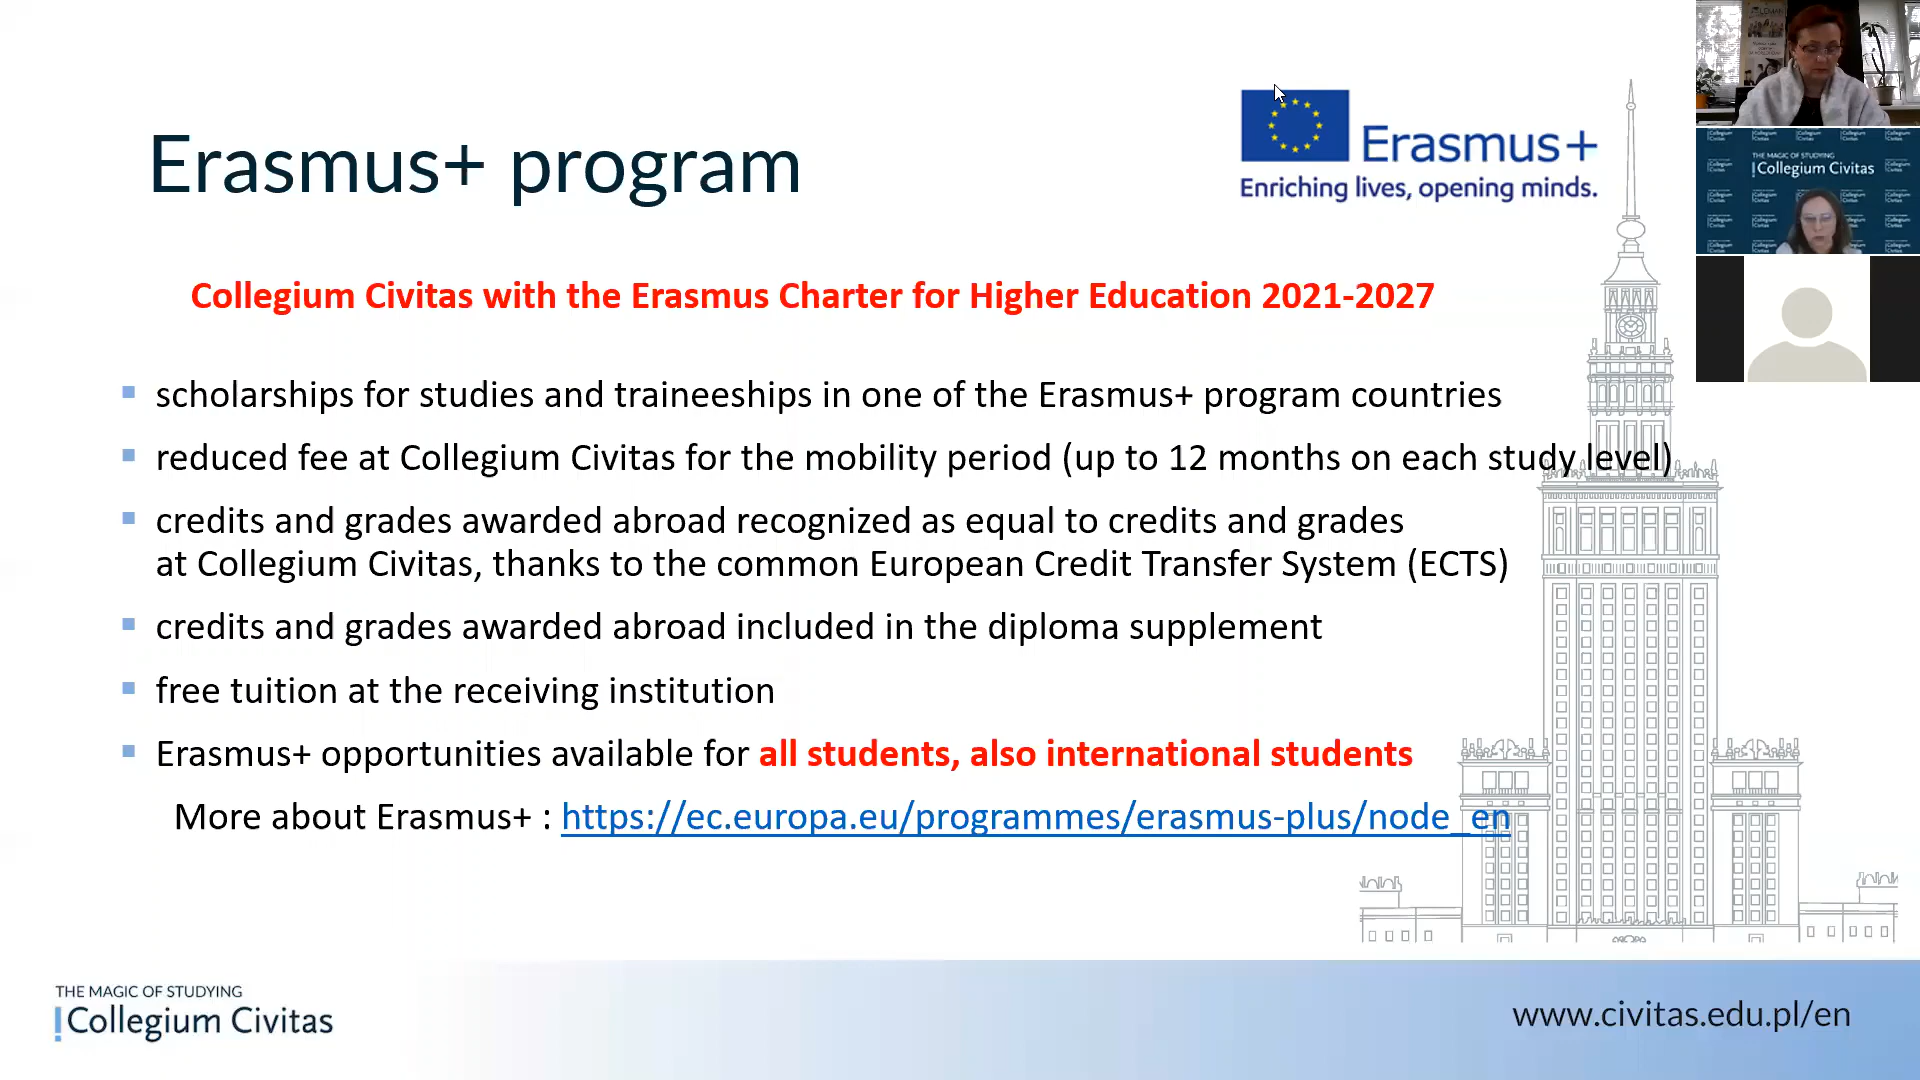 Erasmus+ program
Erasmus+
Enriching lives, opening minds.
Collegium Civitas with the Erasmus Charter for Higher Education 2021-2027
scholarships for studies and traineeships in one of the Erasmus+ program countries
reduced fee at Collegium Civitas for the mobility period (up to 12 months on each study level)
credits and grades awarded abroad recognized as equal to credits and grades
at Collegium Civitas, thanks to the common European Credit Transfer System (ECTS)
credits and grades awarded abroad included in the diploma supplement
free tuition at the receiving institution
Erasmus+ opportunities available for all students, also international students
More about Erasmus+ : https://ec.europa.eu/programmes/erasmus-plus/node_en
THE MAGIC OF STUDYING
Collegium Civitas
www.civitas.edu.pl/en
THE MAGIC OF STUDYING
Collegium Civitas